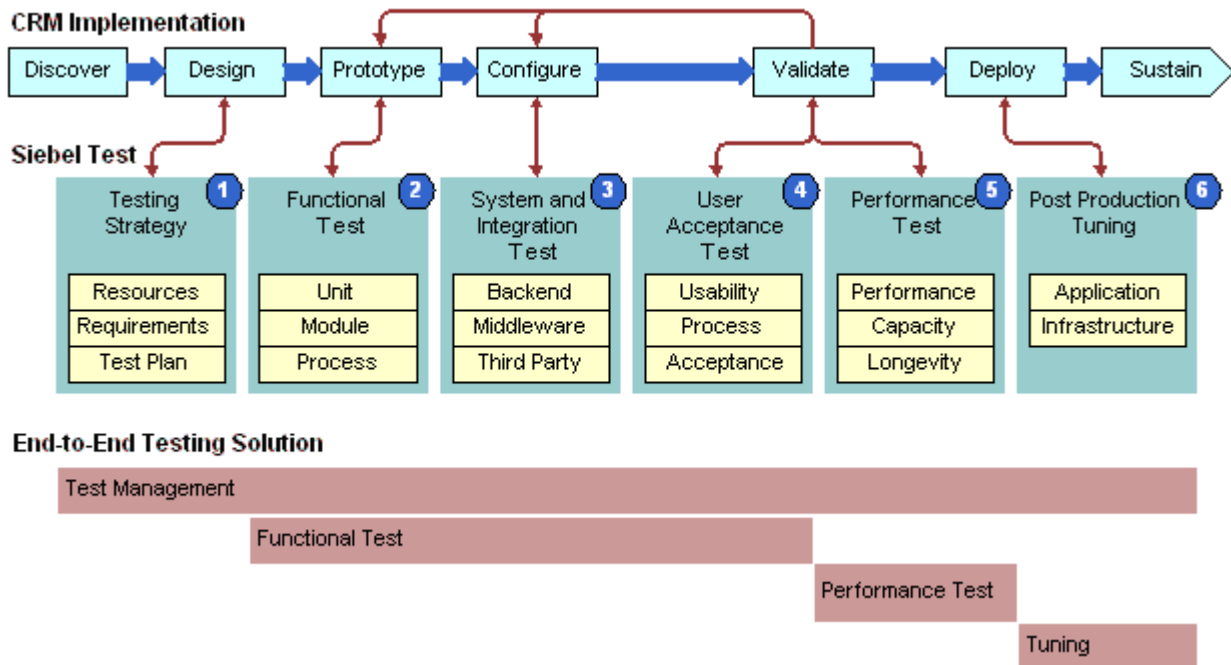 CRM Implementation
Discover
Design
Prototype
Configure
Validate
Deploy
Sustain
Siebel Test
Testing
Strategy
1
Resources
Requirements
Test Plan
Functional
Test
2
Unit
Module
Process
System and
Integration
Test
3
Backend
Middleware
Third Party
User
Acceptance
Test
4
Usability
Process
Acceptance
Performance
Test
5
Performance
Capacity
Longevity
Post Production
Tuning
6
Application
Infrastructure
End-to-End Testing Solution
Test Management
Functional Test
Performance Test
Tuning